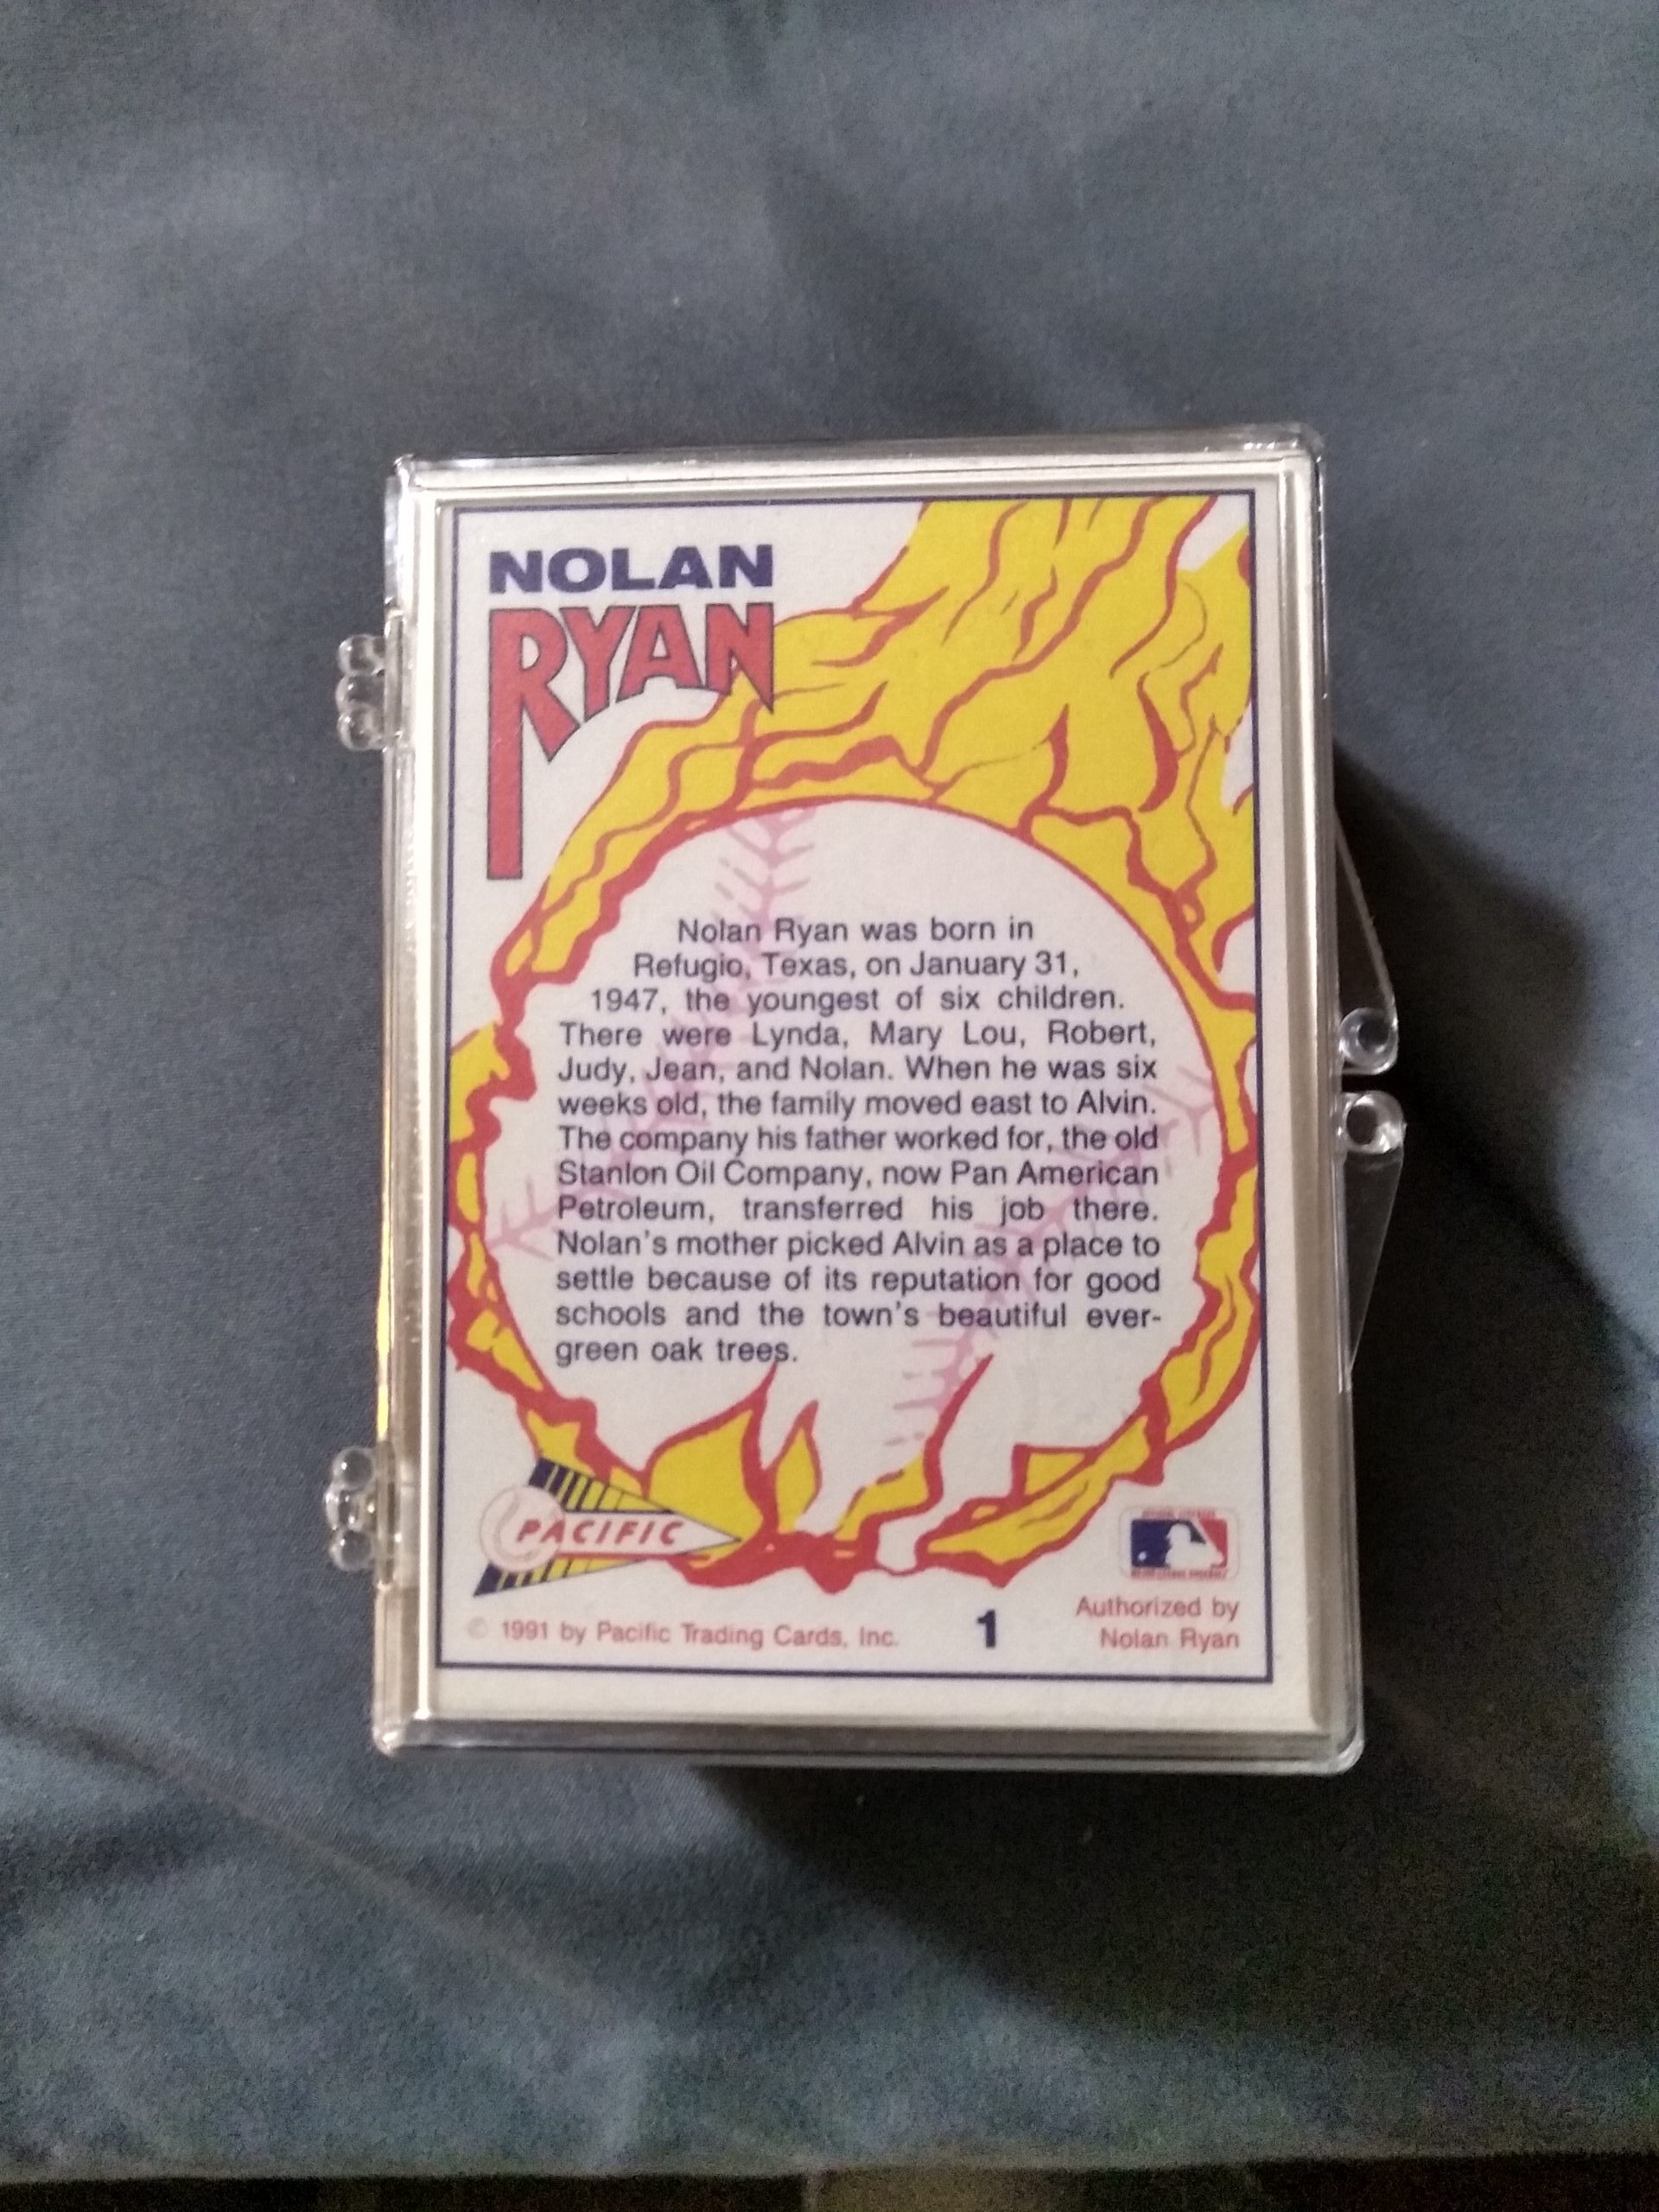 NOLAN
RYAN
Nolan Ryan was born in
Refugio, Texas, on January 31,
1947, the youngest of six children.
There were Lynda, Mary Lou, Robert,
Judy, Jean, and Nolan. When he was six
weeks old, the family moved east to Alvin.
The company his father worked for, the old
Stanlon Oil Company, now Pan American
Petroleum, transferred his job there.
Nolan's mother picked Alvin as a place to
settle because of its reputation for good
schools and the town's beautiful ever-
green oak trees.
PACIFIC
© 1991 by Pacific Trading Cards, Inc.
1
Authorized by
Nolan Ryan